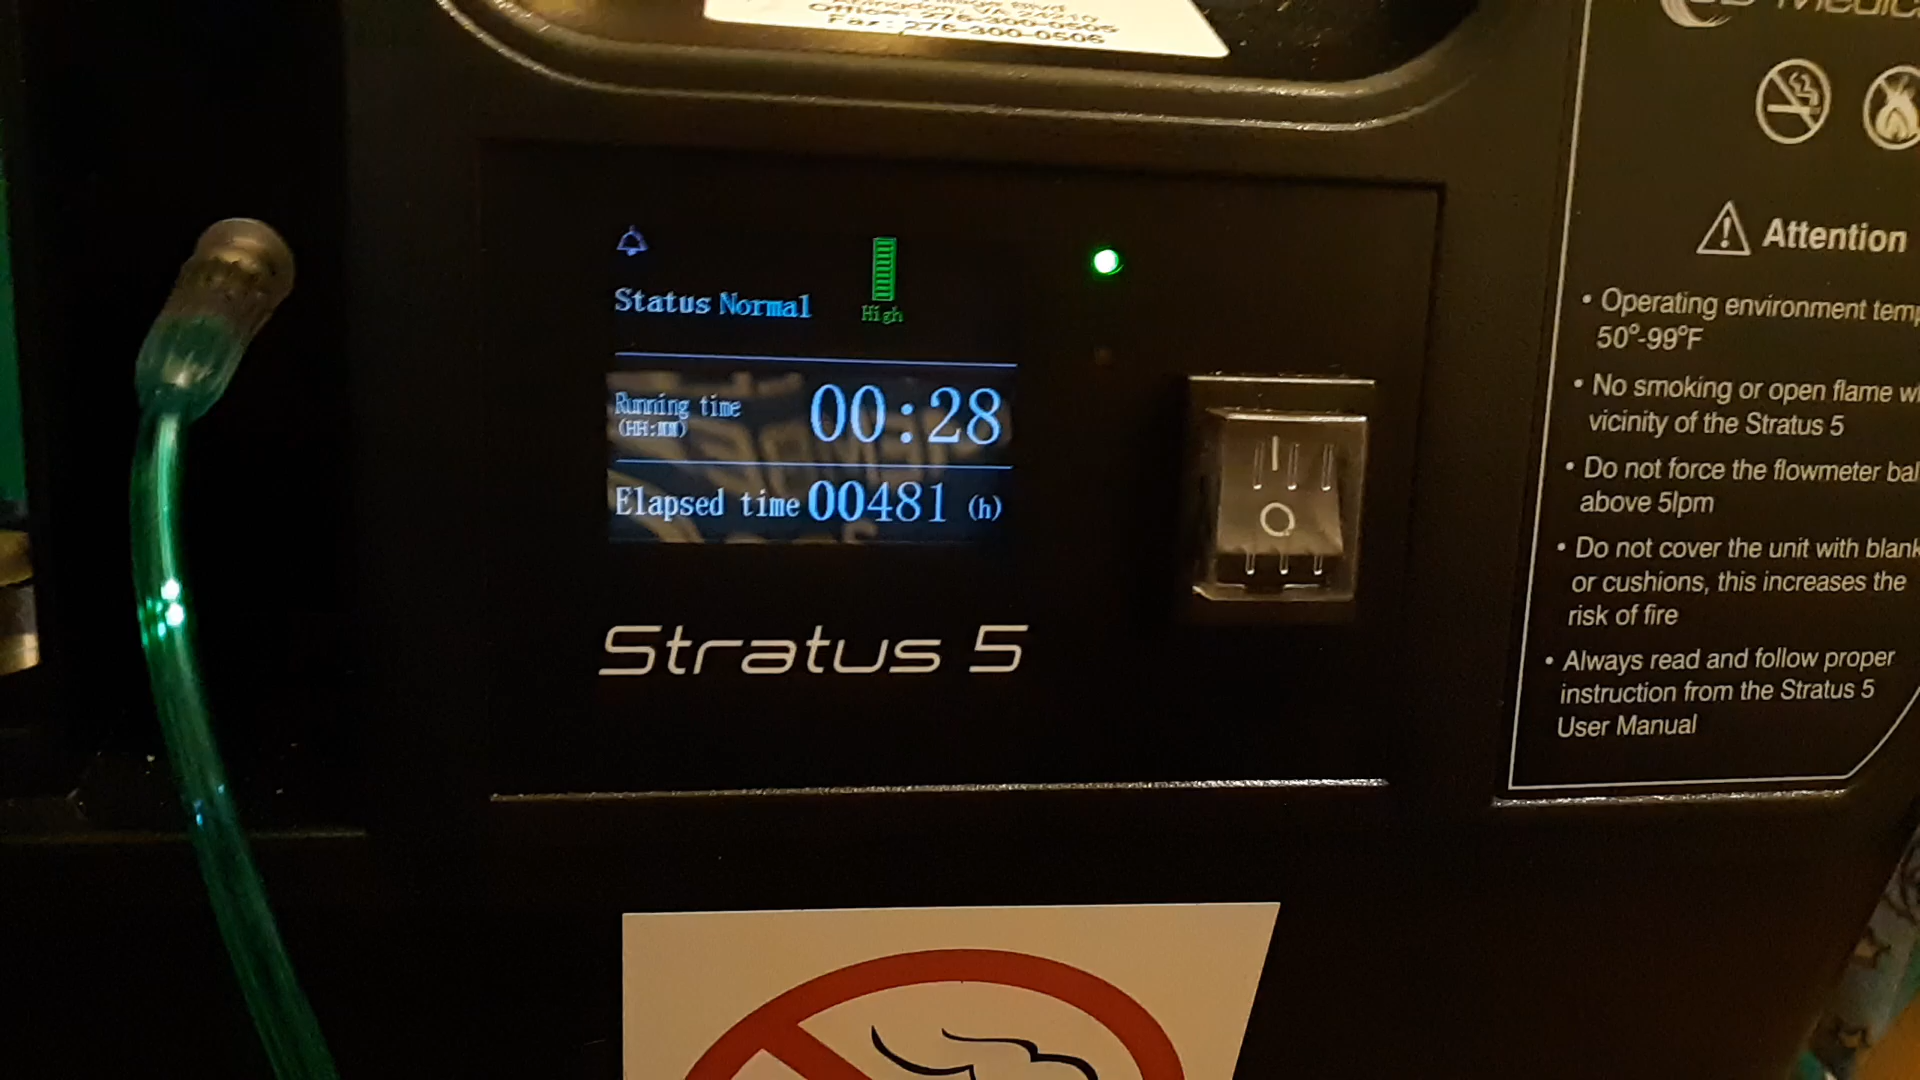 Office: 276-300-0505
Fax: 276-300-0506
Medic
Status Normal
High
Running time
(HH:MM)
00:28
Elapsed time 00481 (h)
Stratus 5
Attention
• Operating environment temp
50°-99°F
• No smoking or open flame
vicinity of the Stratus 5
• Do not force the flowmeter bal
above 5lpm
• Do not cover the unit with blank
or cushions, this increases the
risk of fire
• Always read and follow proper
instruction from the Stratus 5
User Manual